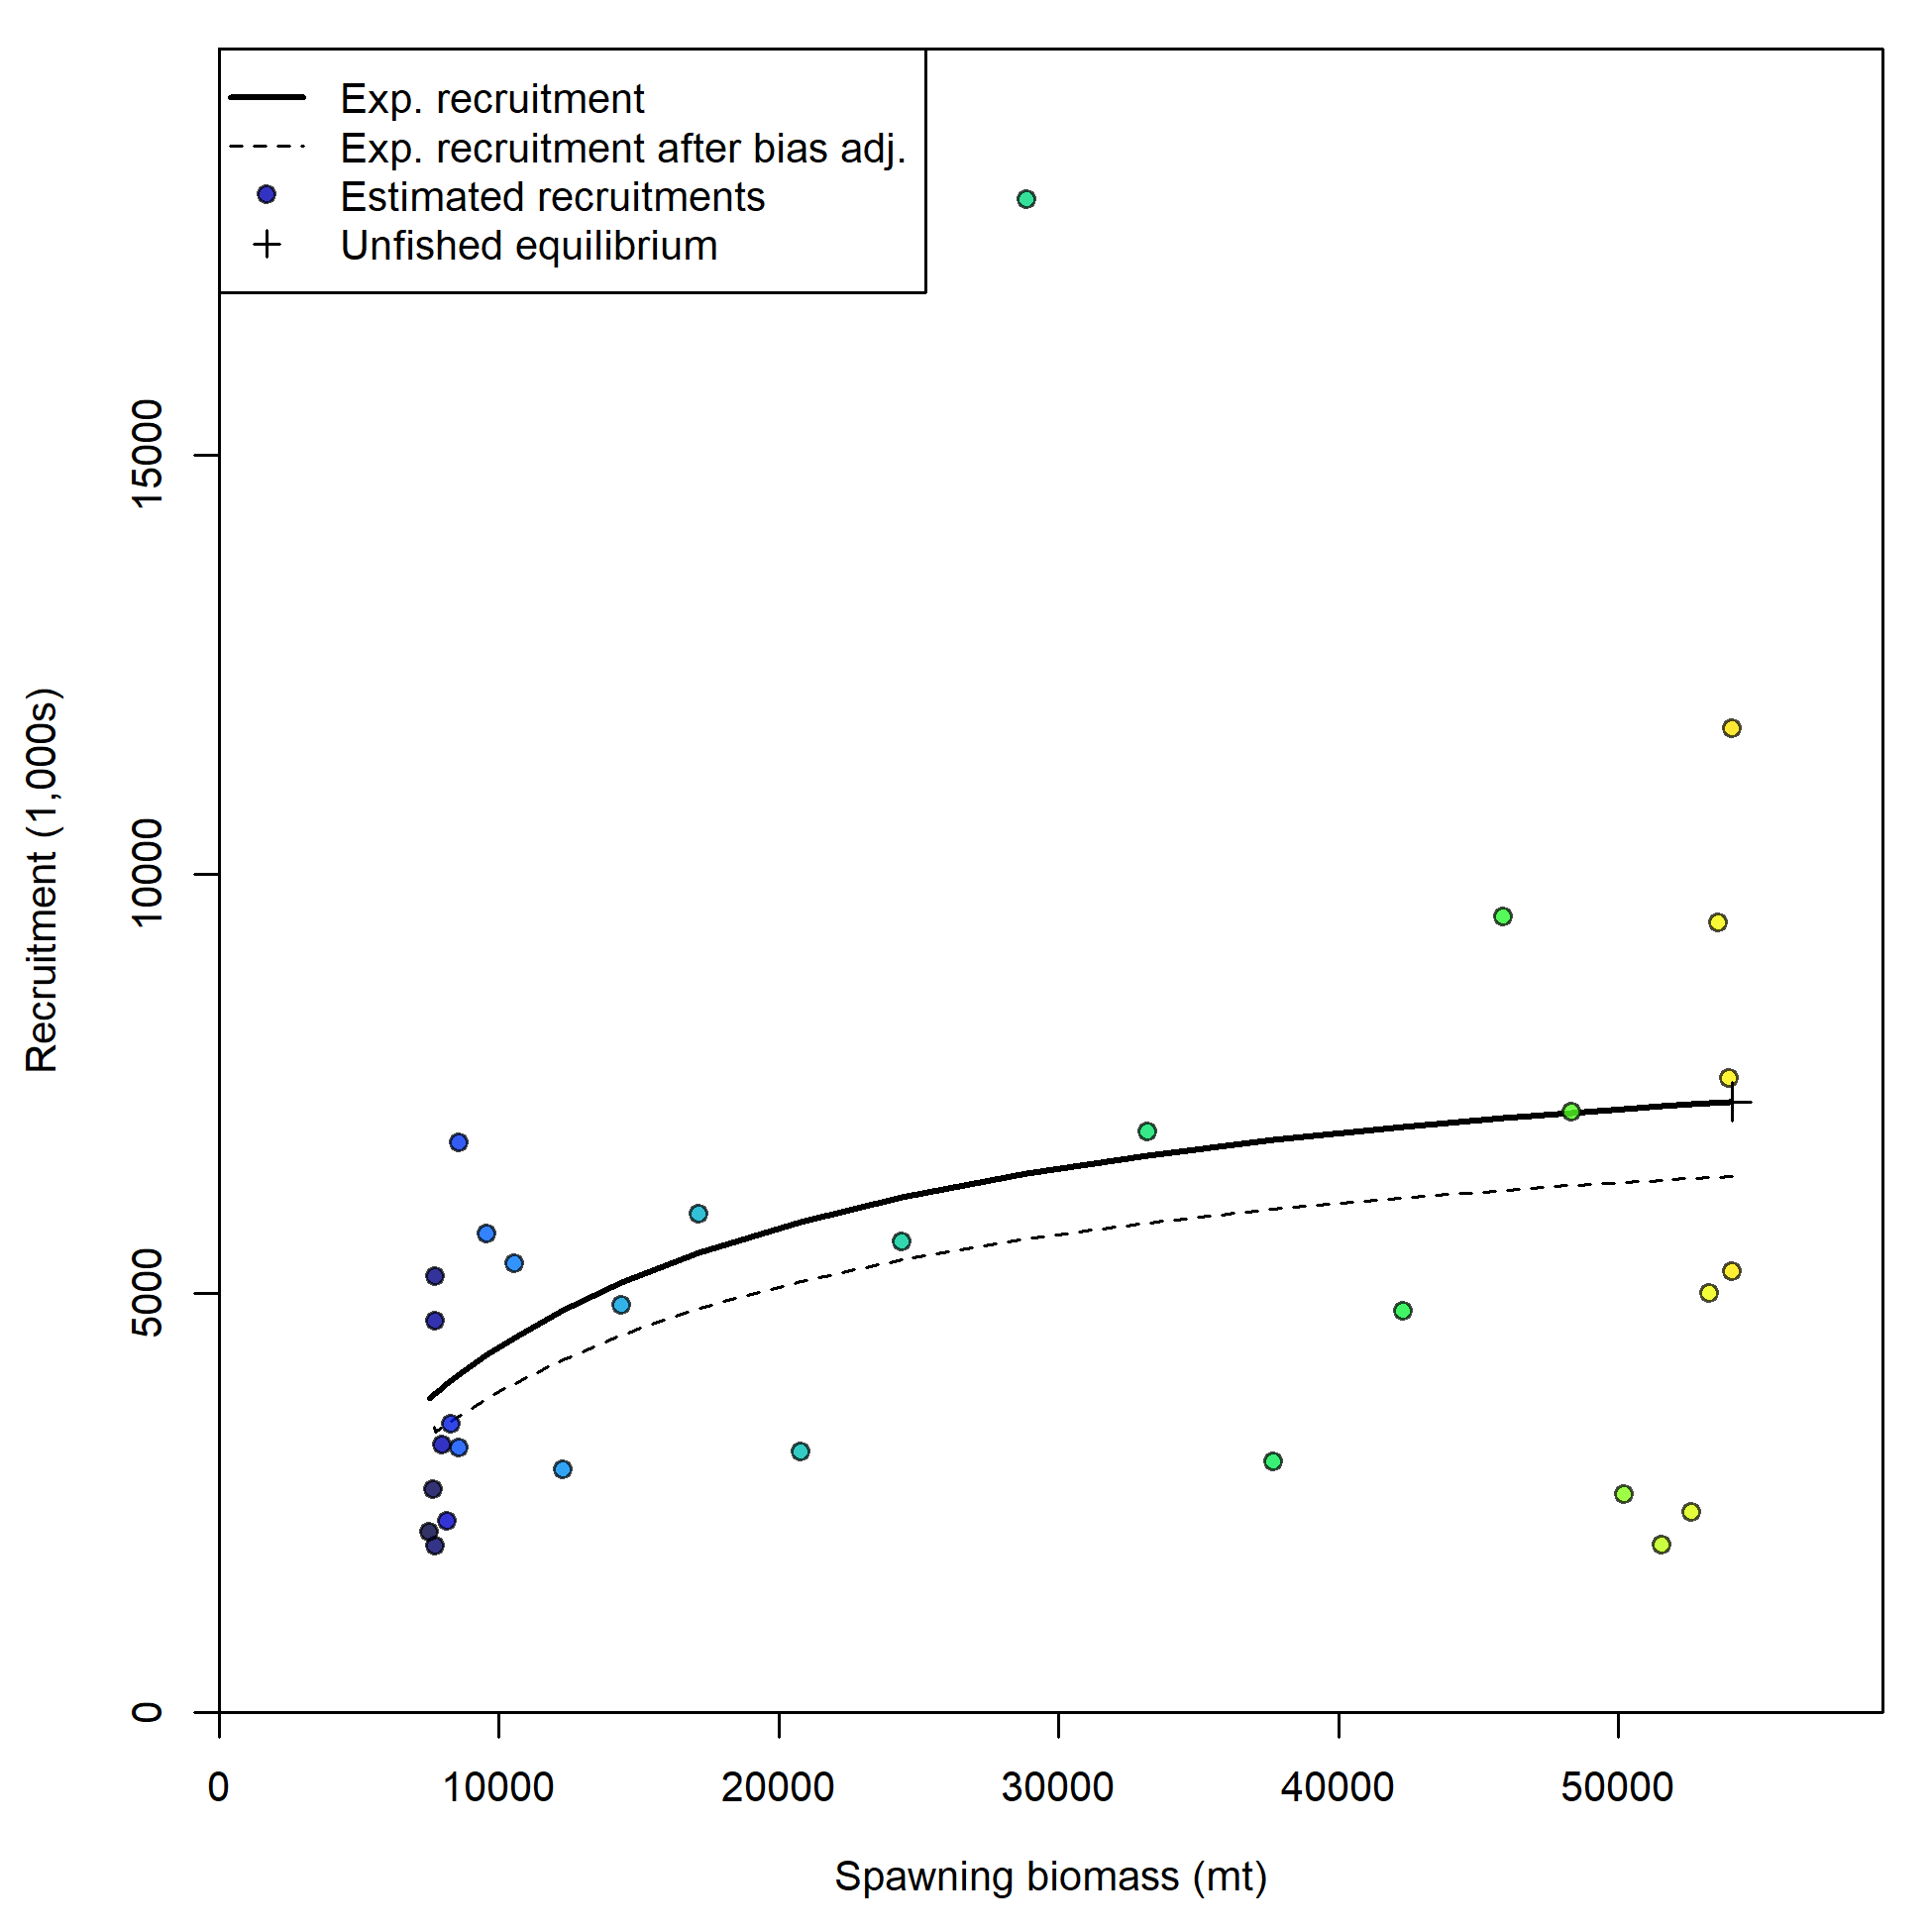 Exp. recruitment
Exp. recruitment after bias adj.
Estimated recruitments
Unfished equilibrium
Recruitment (1,000s)
15000
10000
5000
0
0 10000 20000 30000 40000 50000
Spawning biomass (mt)